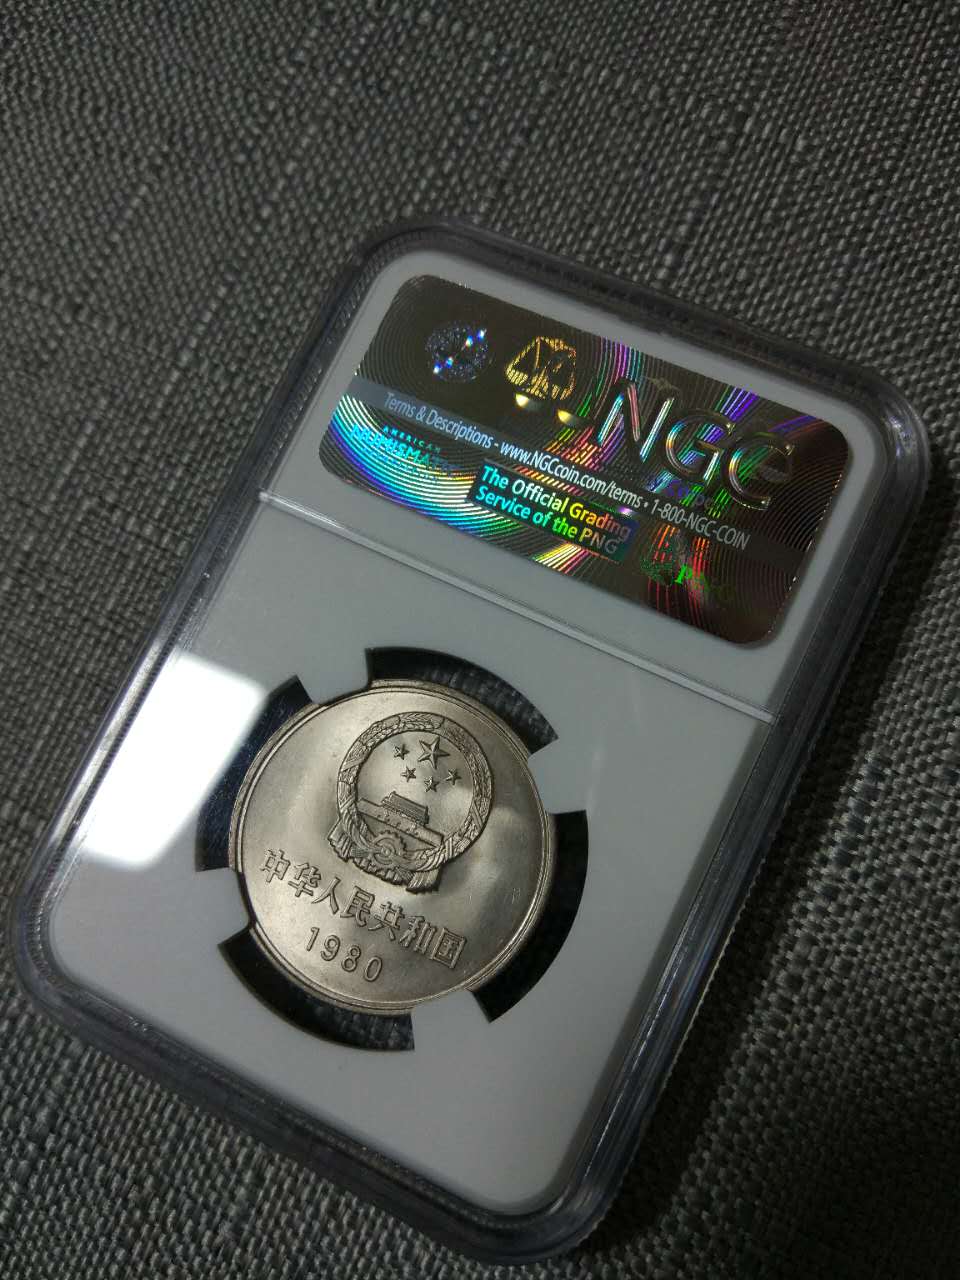 NGC
Terms & Descriptions - www.NGCcoin.com/terms • 1-800-NGC-COIN
AMERICAN
The Official Grading
Service of the PNG
中华人民共和国
1980